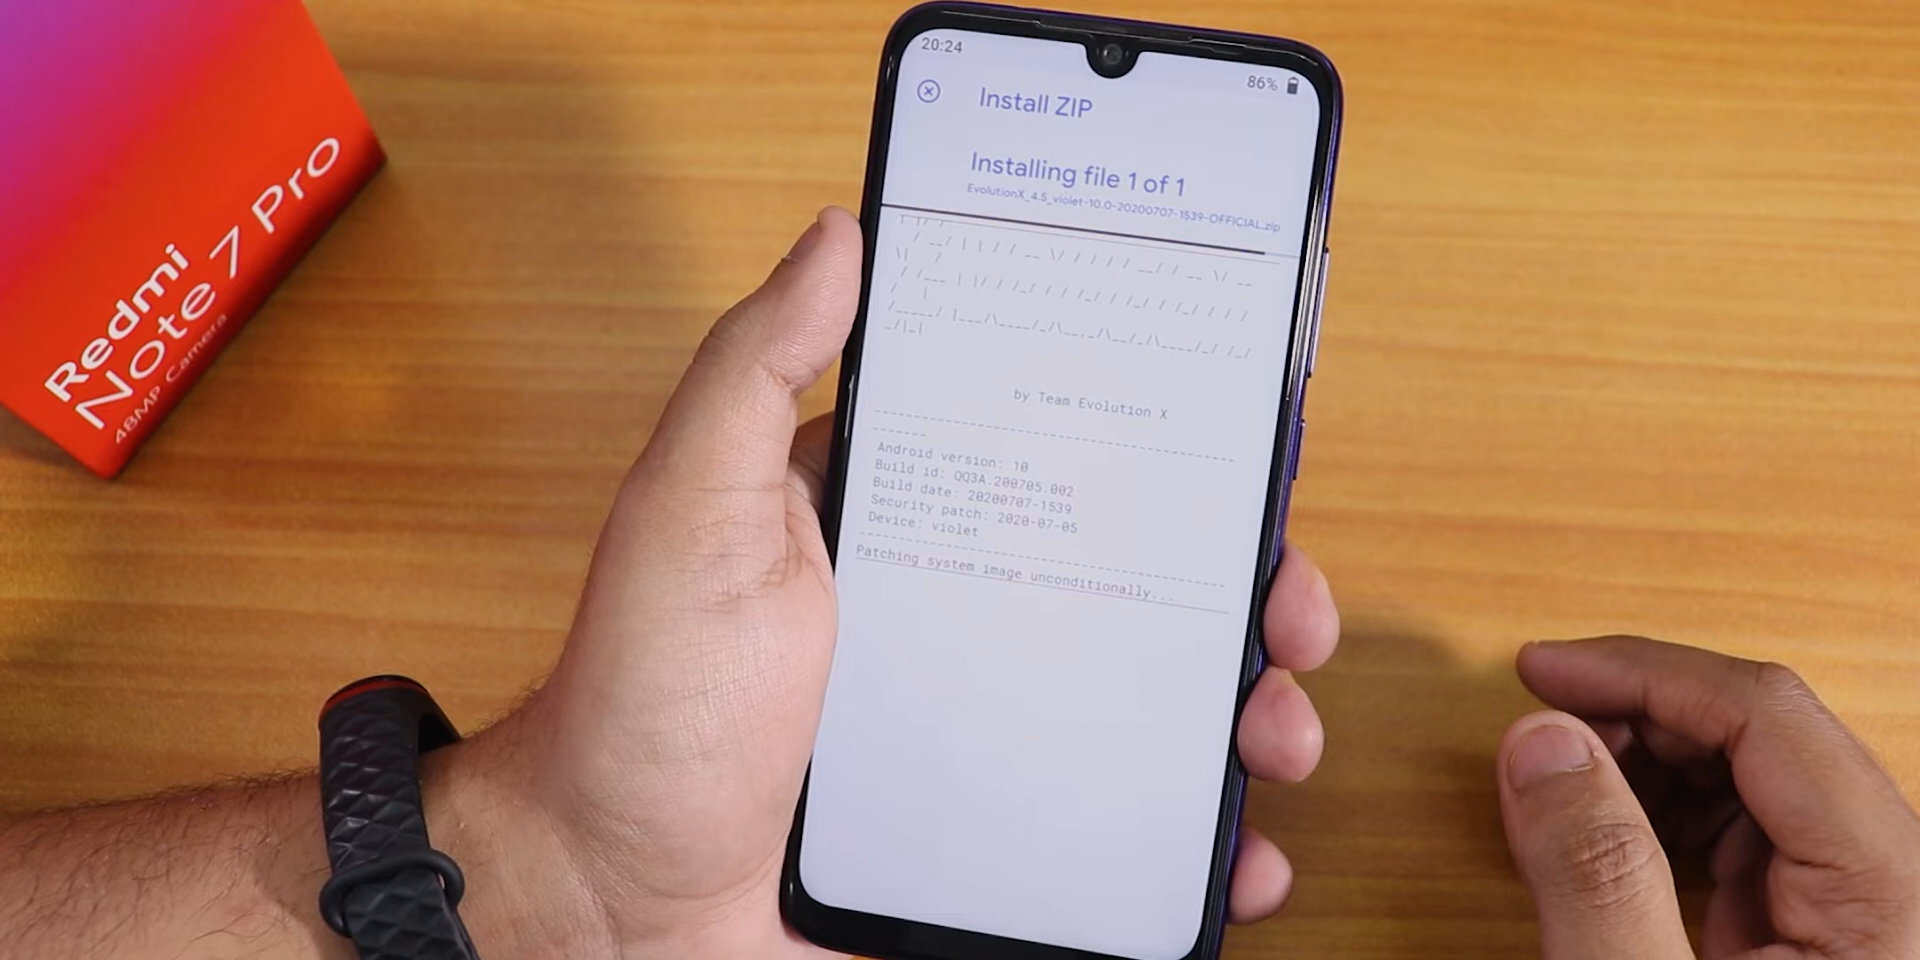 Redmi
Note 7 Pro
48MP Camera
20:24
86%
Install ZIP
Installing file 1 of 1
EvolutionX_4.5_violet-10.0-20200707-1539-OFFICIAL.zip
by Team Evolution X
Android version: 10
Build id: QQ3A.200705.002
Build date: 20200707-1539
Security patch: 2020-07-05
Device: violet
Patching system image unconditionally...